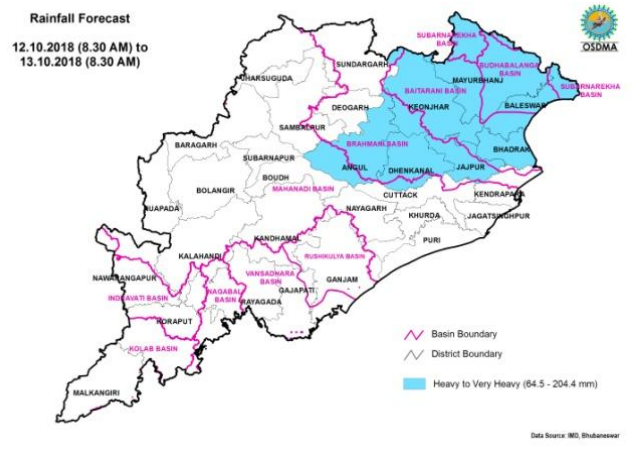 Rainfall Forecast
12.10.2018 (8.30 AM) to
13.10.2018 (8.30 AM)
OSDMA
SUBARNAREKHA
BASIN
SUNDARGARH
BUDHABALANGA
BASIN
JHARSUGUDA
MAYURBHANJ
SUBARNAREKHA
BASIN
BAITARANI BASIN
DEOGARH
KEONJHAR
BALESWAR
SAMBALPUR
BARAGARH
BRAHMANI BASIN
BHADRAK
SUBARNAPUR
ANGUL
DHENKANAL
JAJPUR
BOUDH
BOLANGIR
MAHANADI BASIN
CUTTACK
KENDRAPARA
NUAPADA
NAYAGARH
KHURDA
JAGATSINGHPUR
KANDHAMAL
PURI
KALAHANDI
RUSHIKULYA BASIN
NAWARANGAPUR
VANSADHARA
BASIN
GANJAM
INDRAVATI BASIN
NAGABALI
BASIN
GAJAPATI
RAYAGADA
KORAPUT
KOLAB BASIN
MALKANGIRI
Basin Boundary
District Boundary
Heavy to Very Heavy (64.5 - 204.4 mm)
Data Source: IMD, Bhubaneswar